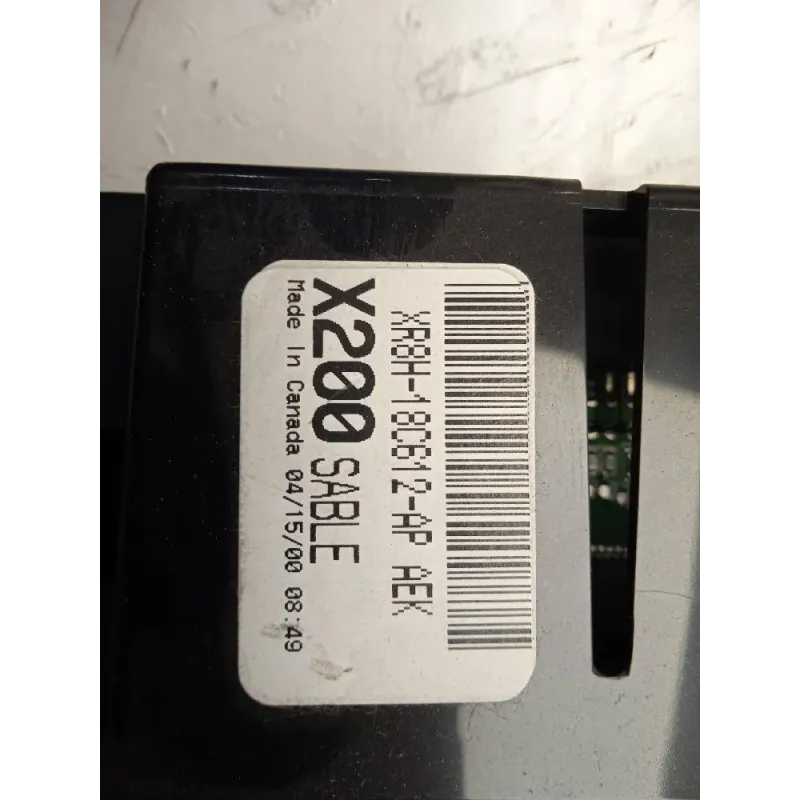 XR8H-18C612-AP AEK
X200 SABLE
Made In Canada 04/15/00 08:49